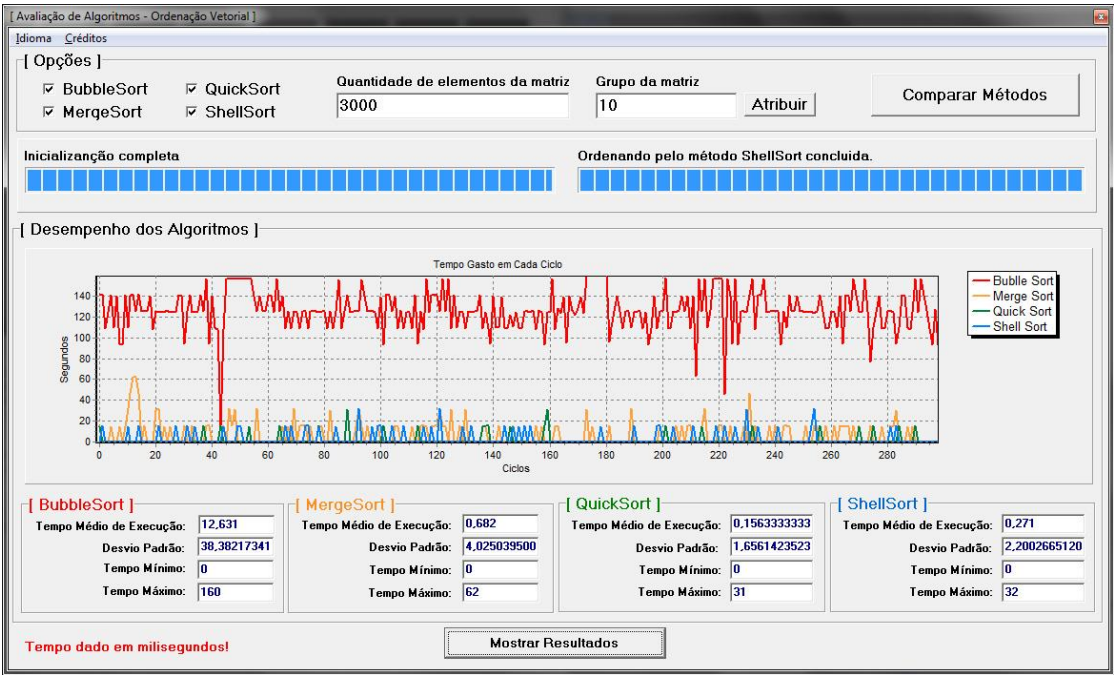 [ Avaliação de Algoritmos - Ordenação Vetorial ]
Idioma Créditos
[ Opções ]
BubbleSort QuickSort
MergeSort ShellSort
Quantidade de elementos da matriz
3000
Grupo da matriz
10
Atribuir
Comparar Métodos
Inicializanção completa
Ordenando pelo método ShellSort concluida.
[ Desempenho dos Algoritmos ]
Tempo Gasto em Cada Ciclo
Segundos
140
120
100
80
60
40
20
0
0 20 40 60 80 100 120 140 160 180 200 220 240 260 280
Ciclos
Bublle Sort
Merge Sort
Quick Sort
Shell Sort
[ BubbleSort ]
Tempo Médio de Execução: 12,631
Desvio Padrão: 38,38217341
Tempo Mínimo: 0
Tempo Máximo: 160
[ MergeSort ]
Tempo Médio de Execução: 0,682
Desvio Padrão: 4,025039500
Tempo Mínimo: 0
Tempo Máximo: 62
[ QuickSort ]
Tempo Médio de Execução: 0,1563333333
Desvio Padrão: 1,6561423523
Tempo Mínimo: 0
Tempo Máximo: 31
[ ShellSort ]
Tempo Médio de Execução: 0,271
Desvio Padrão: 2,2002665120
Tempo Mínimo: 0
Tempo Máximo: 32
Tempo dado em milisegundos!
Mostrar Resultados